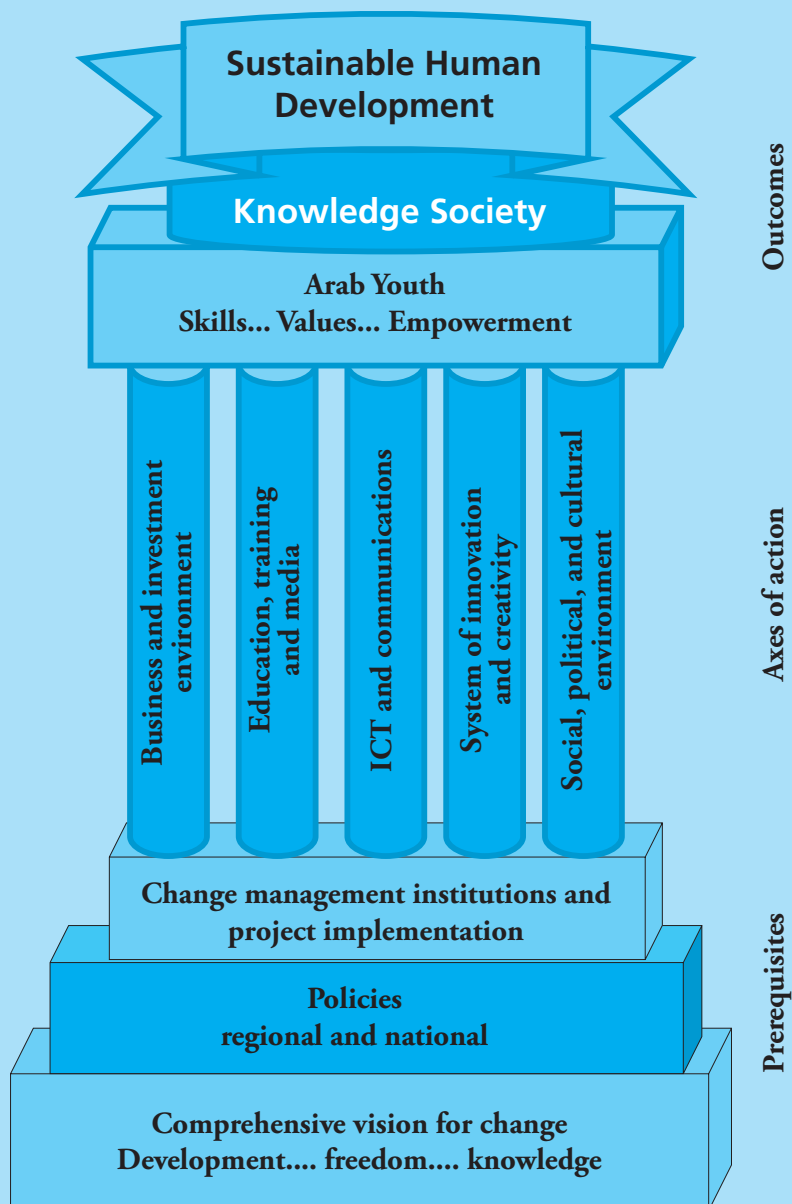 Sustainable Human
Development
Knowledge Society
Arab Youth
Skills... Values... Empowerment
Outcomes
Business and investment
environment
Education, training
and media
ICT and communications
System of innovation
and creativity
Social, political, and cultural
environment
Axes of action
Change management institutions and
project implementation
Policies
regional and national
Comprehensive vision for change
Development.... freedom.... knowledge
Prerequisites